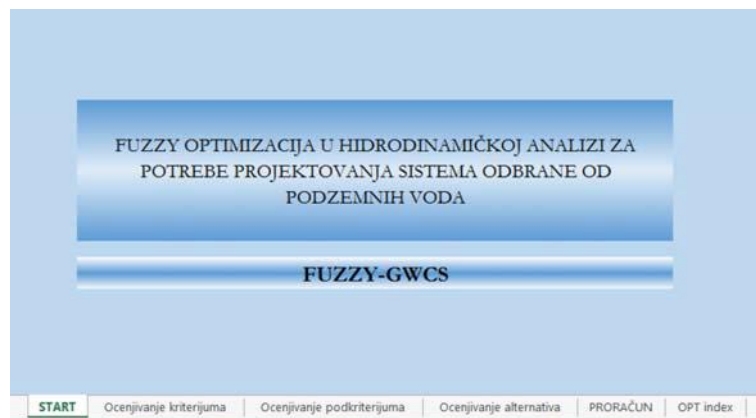 FUZZY OPTIMIZACIJA U HIDRODINAMIČKOJ ANALIZI ZA
POTREBE PROJEKTOVANJA SISTEMA ODBRANE OD
PODZEMNIH VODA
FUZZY-GWCS
START Ocenjivanje kriterijuma Ocenjivanje podkriterijuma Ocenjivanje alternativa PRORAČUN OPT index